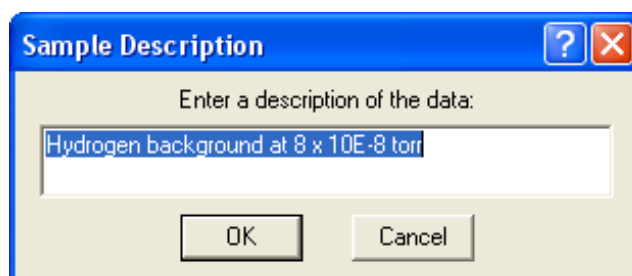 Sample Description
Enter a description of the data:
Hydrogen background at 8 x 10E-8 torr
OK Cancel